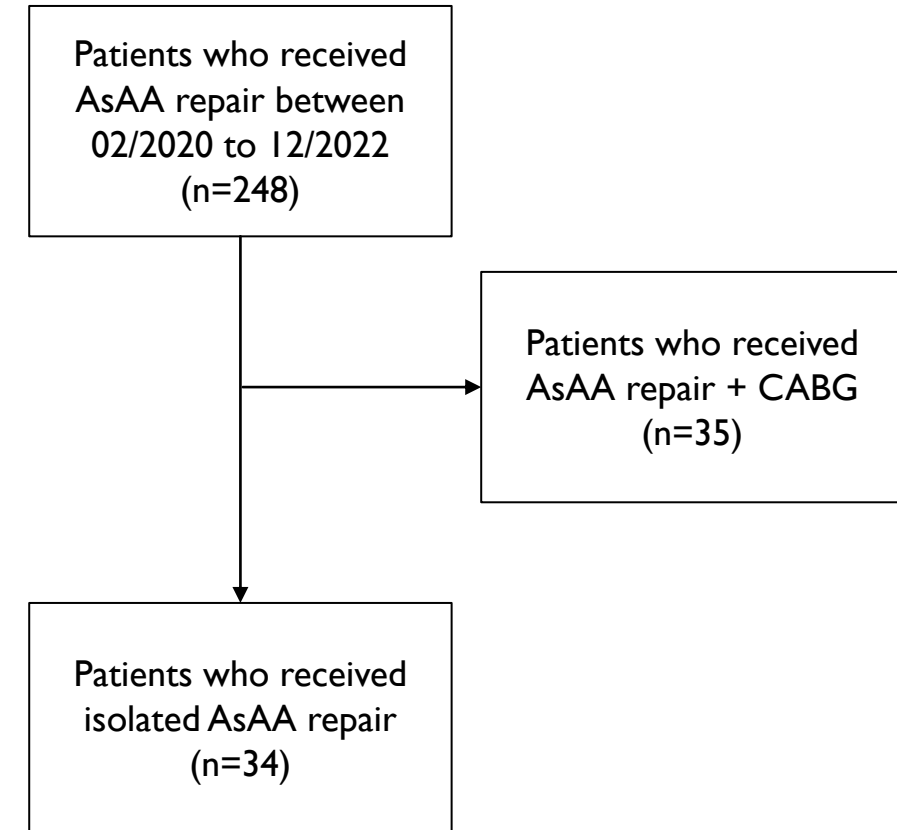 Patients who received
AsAA repair between
02/2020 to 12/2022
(n=248)
Patients who received
AsAA repair + CABG
(n=35)
Patients who received
isolated AsAA repair
(n=34)